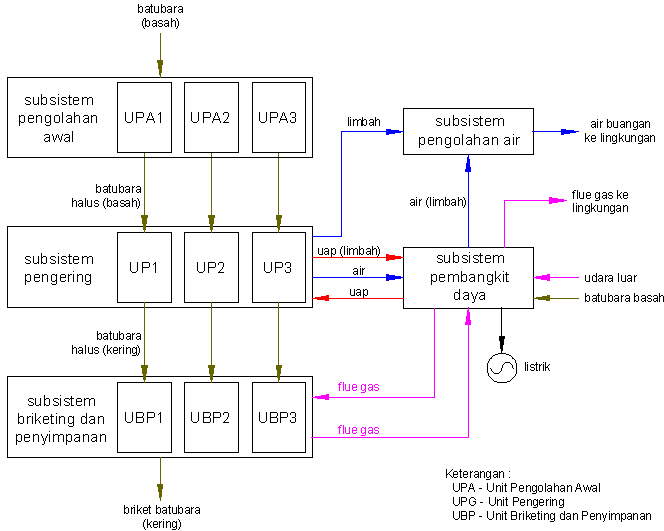 batubara
(basah)
subsistem
pengolahan
awal
UPA1
UPA2
UPA3
limbah
subsistem
pengolahan air
air buangan
ke lingkungan
batubara
halus (basah)
air (limbah)
flue gas ke
lingkungan
subsistem
pengering
UP1
UP2
UP3
uap (limbah)
air
uap
subsistem
pembangkit
daya
udara luar
batubara basah
batubara
halus (kering)
listrik
subsistem
briketing dan
penyimpanan
UBP1
UBP2
UBP3
flue gas
flue gas
briket batubara
(kering)
Keterangan :
UPA - Unit Pengolahan Awal
UPG - Unit Pengering
UBP - Unit Briketing dan Penyimpanan